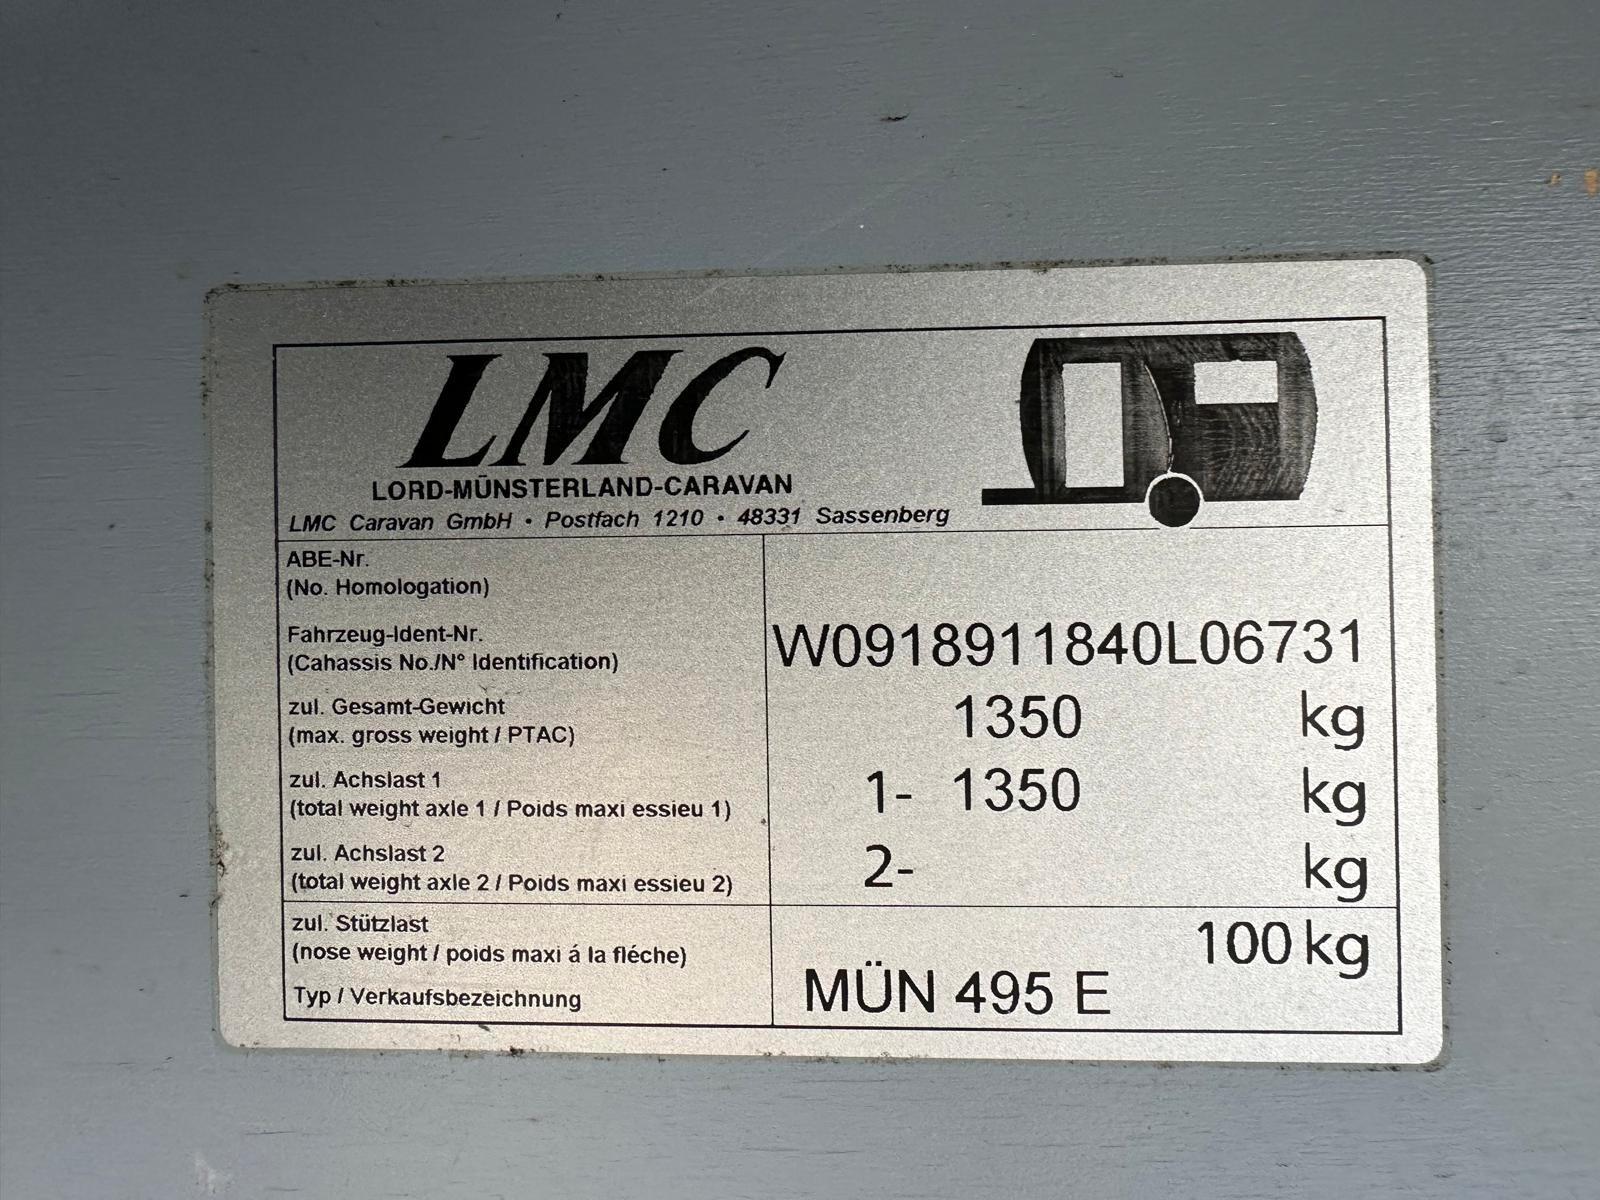 LMC
LORD-MÜNSTERLAND-CARAVAN
LMC Caravan GmbH • Postfach 1210 • 48331 Sassenberg
ABE-Nr.
(No. Homologation)
Fahrzeug-Ident-Nr.
(Cahassis No./N° Identification) W0918911840L06731
zul. Gesamt-Gewicht
(max. gross weight / PTAC) 1350 kg
zul. Achslast 1
(total weight axle 1 / Poids maxi essieu 1) 1- 1350 kg
zul. Achslast 2
(total weight axle 2 / Poids maxi essieu 2) 2- kg
zul. Stützlast
(nose weight / poids maxi á la fléche) 100 kg
Typ / Verkaufsbezeichnung MÜN 495 E